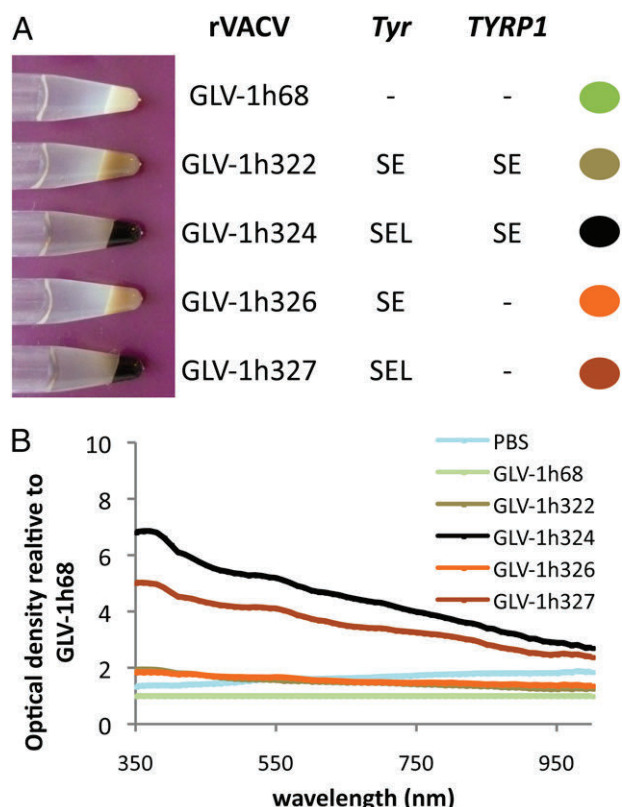 A rVACV Tyr TYRP1
GLV-1h68 - -
GLV-1h322 SE SE
GLV-1h324 SEL SE
GLV-1h326 SE -
GLV-1h327 SEL -
B
10
8
6
4
2
0
350 550 750 950
Optical density realtive to
GLV-1h68
wavelength (nm)
PBS
GLV-1h68
GLV-1h322
GLV-1h324
GLV-1h326
GLV-1h327